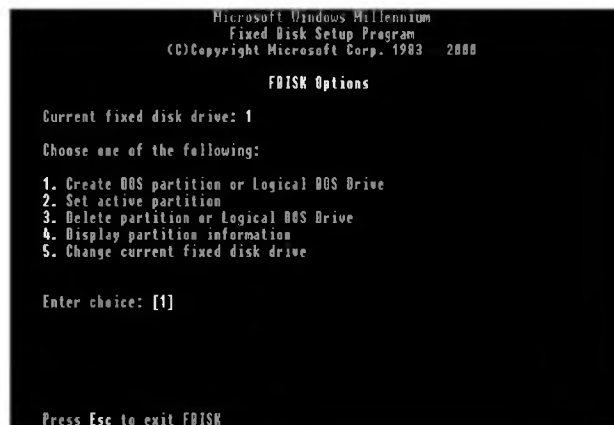 Microsoft Windows Millennium
Fixed Disk Setup Program
(C)Copyright Microsoft Corp. 1983 2000
FDISK Options
Current fixed disk drive: 1
Choose one of the following:
1. Create DOS partition or Logical DOS Drive
2. Set active partition
3. Delete partition or Logical DOS Drive
4. Display partition information
5. Change current fixed disk drive
Enter choice: [1]
Press Esc to exit FDISK